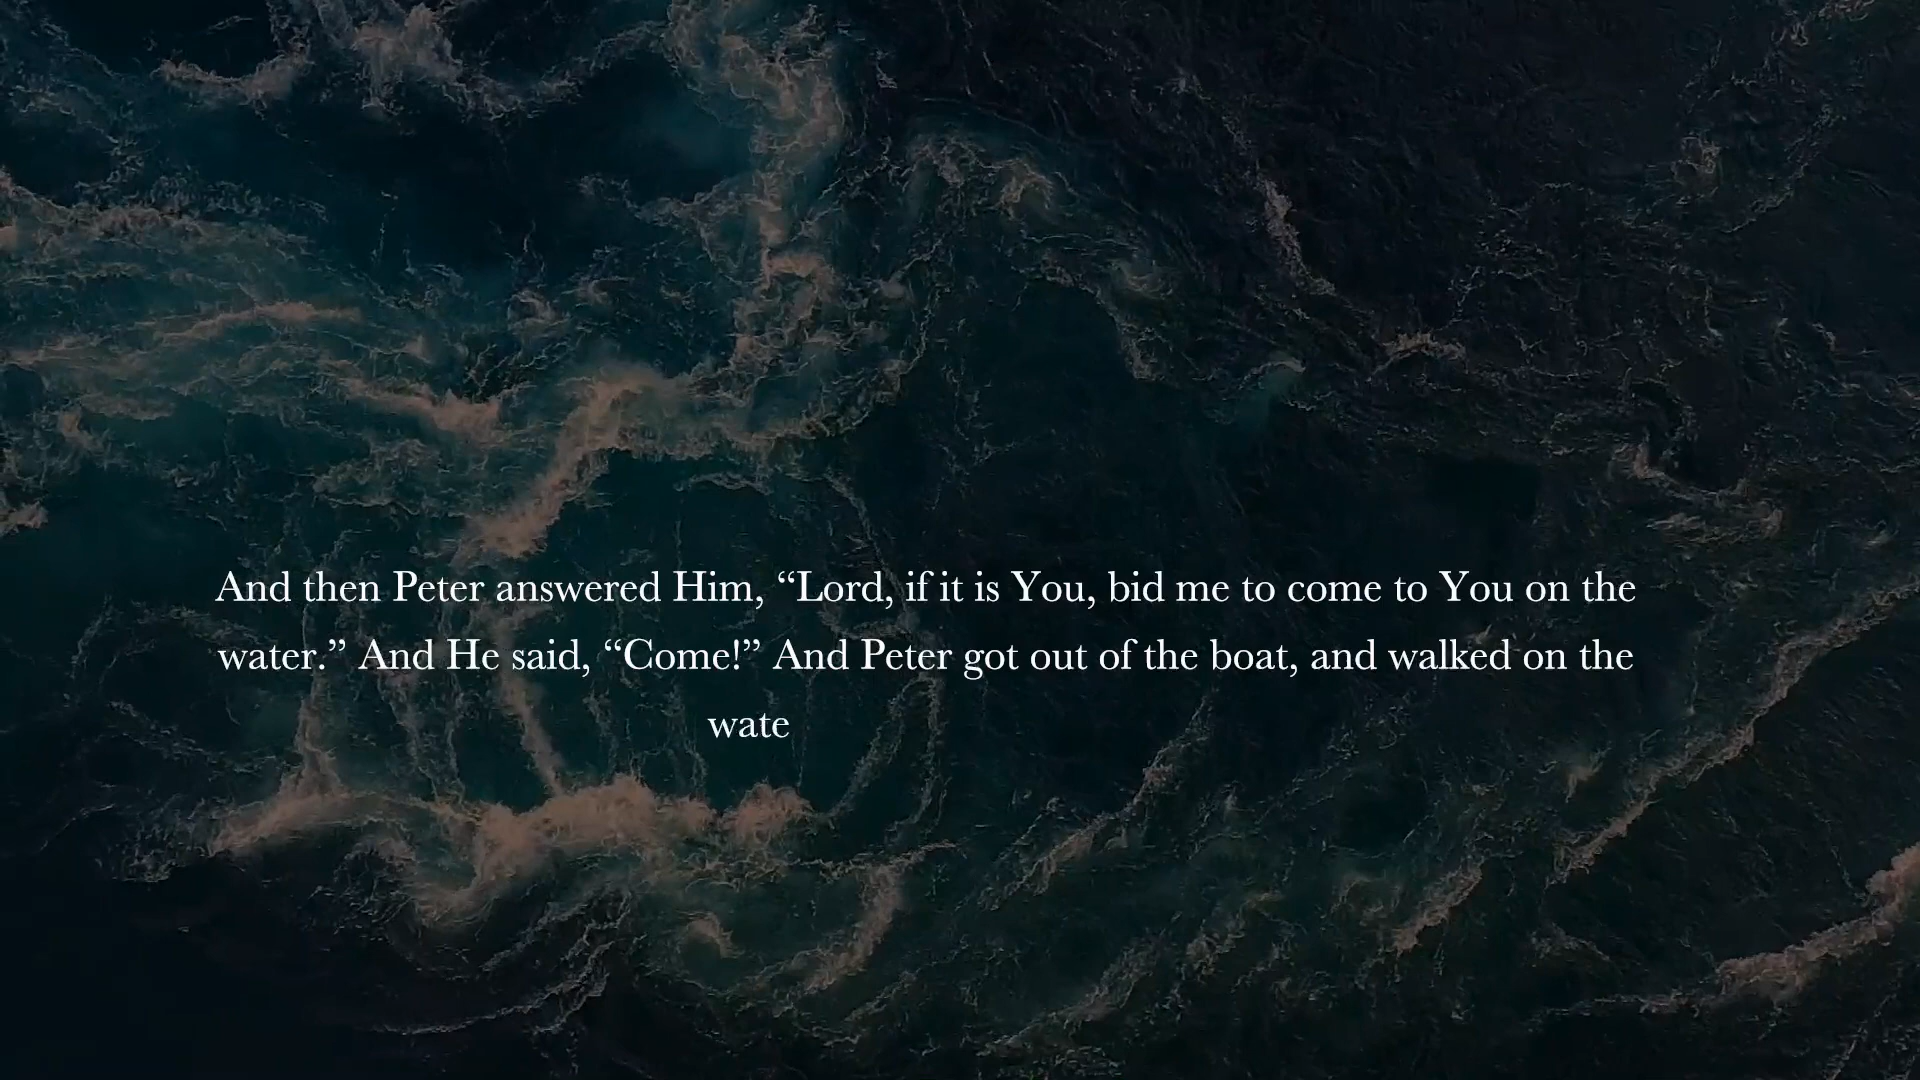 And then Peter answered Him, “Lord, if it is You, bid me to come to You on the
water.” And He said, “Come!” And Peter got out of the boat, and walked on the
wate